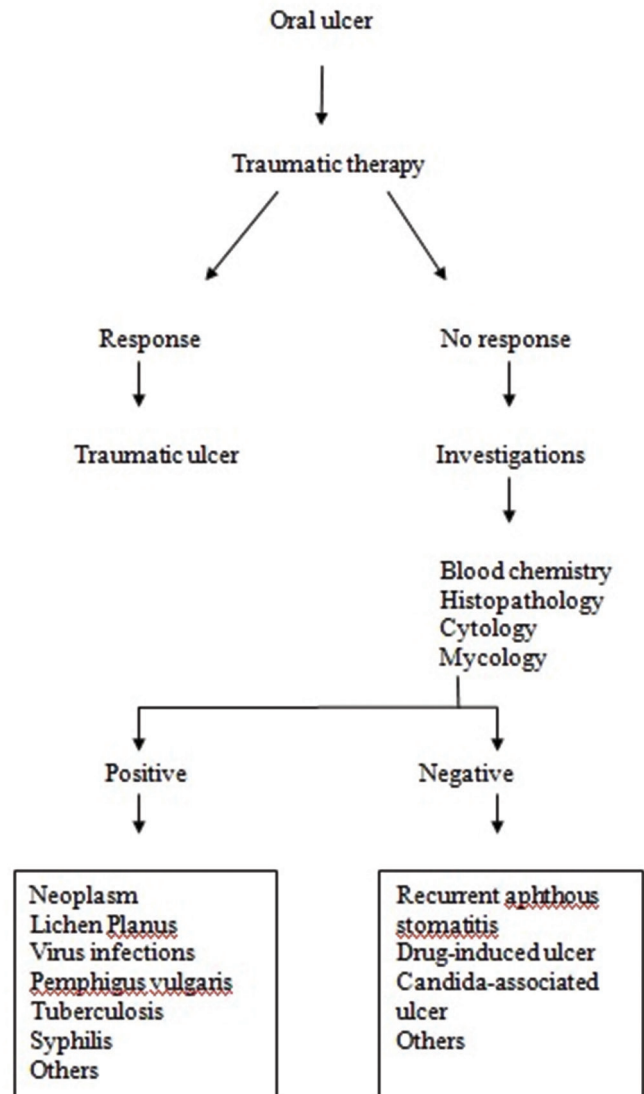 Oral ulcer
Traumatic therapy
Response
No response
Traumatic ulcer
Investigations
Blood chemistry
Histopathology
Cytology
Mycology
Positive
Negative
Neoplasm
Lichen Planus
Virus infections
Pemphigus vulgaris
Tuberculosis
Syphilis
Others
Recurrent aphthous
stomatitis
Drug-induced ulcer
Candida-associated
ulcer
Others